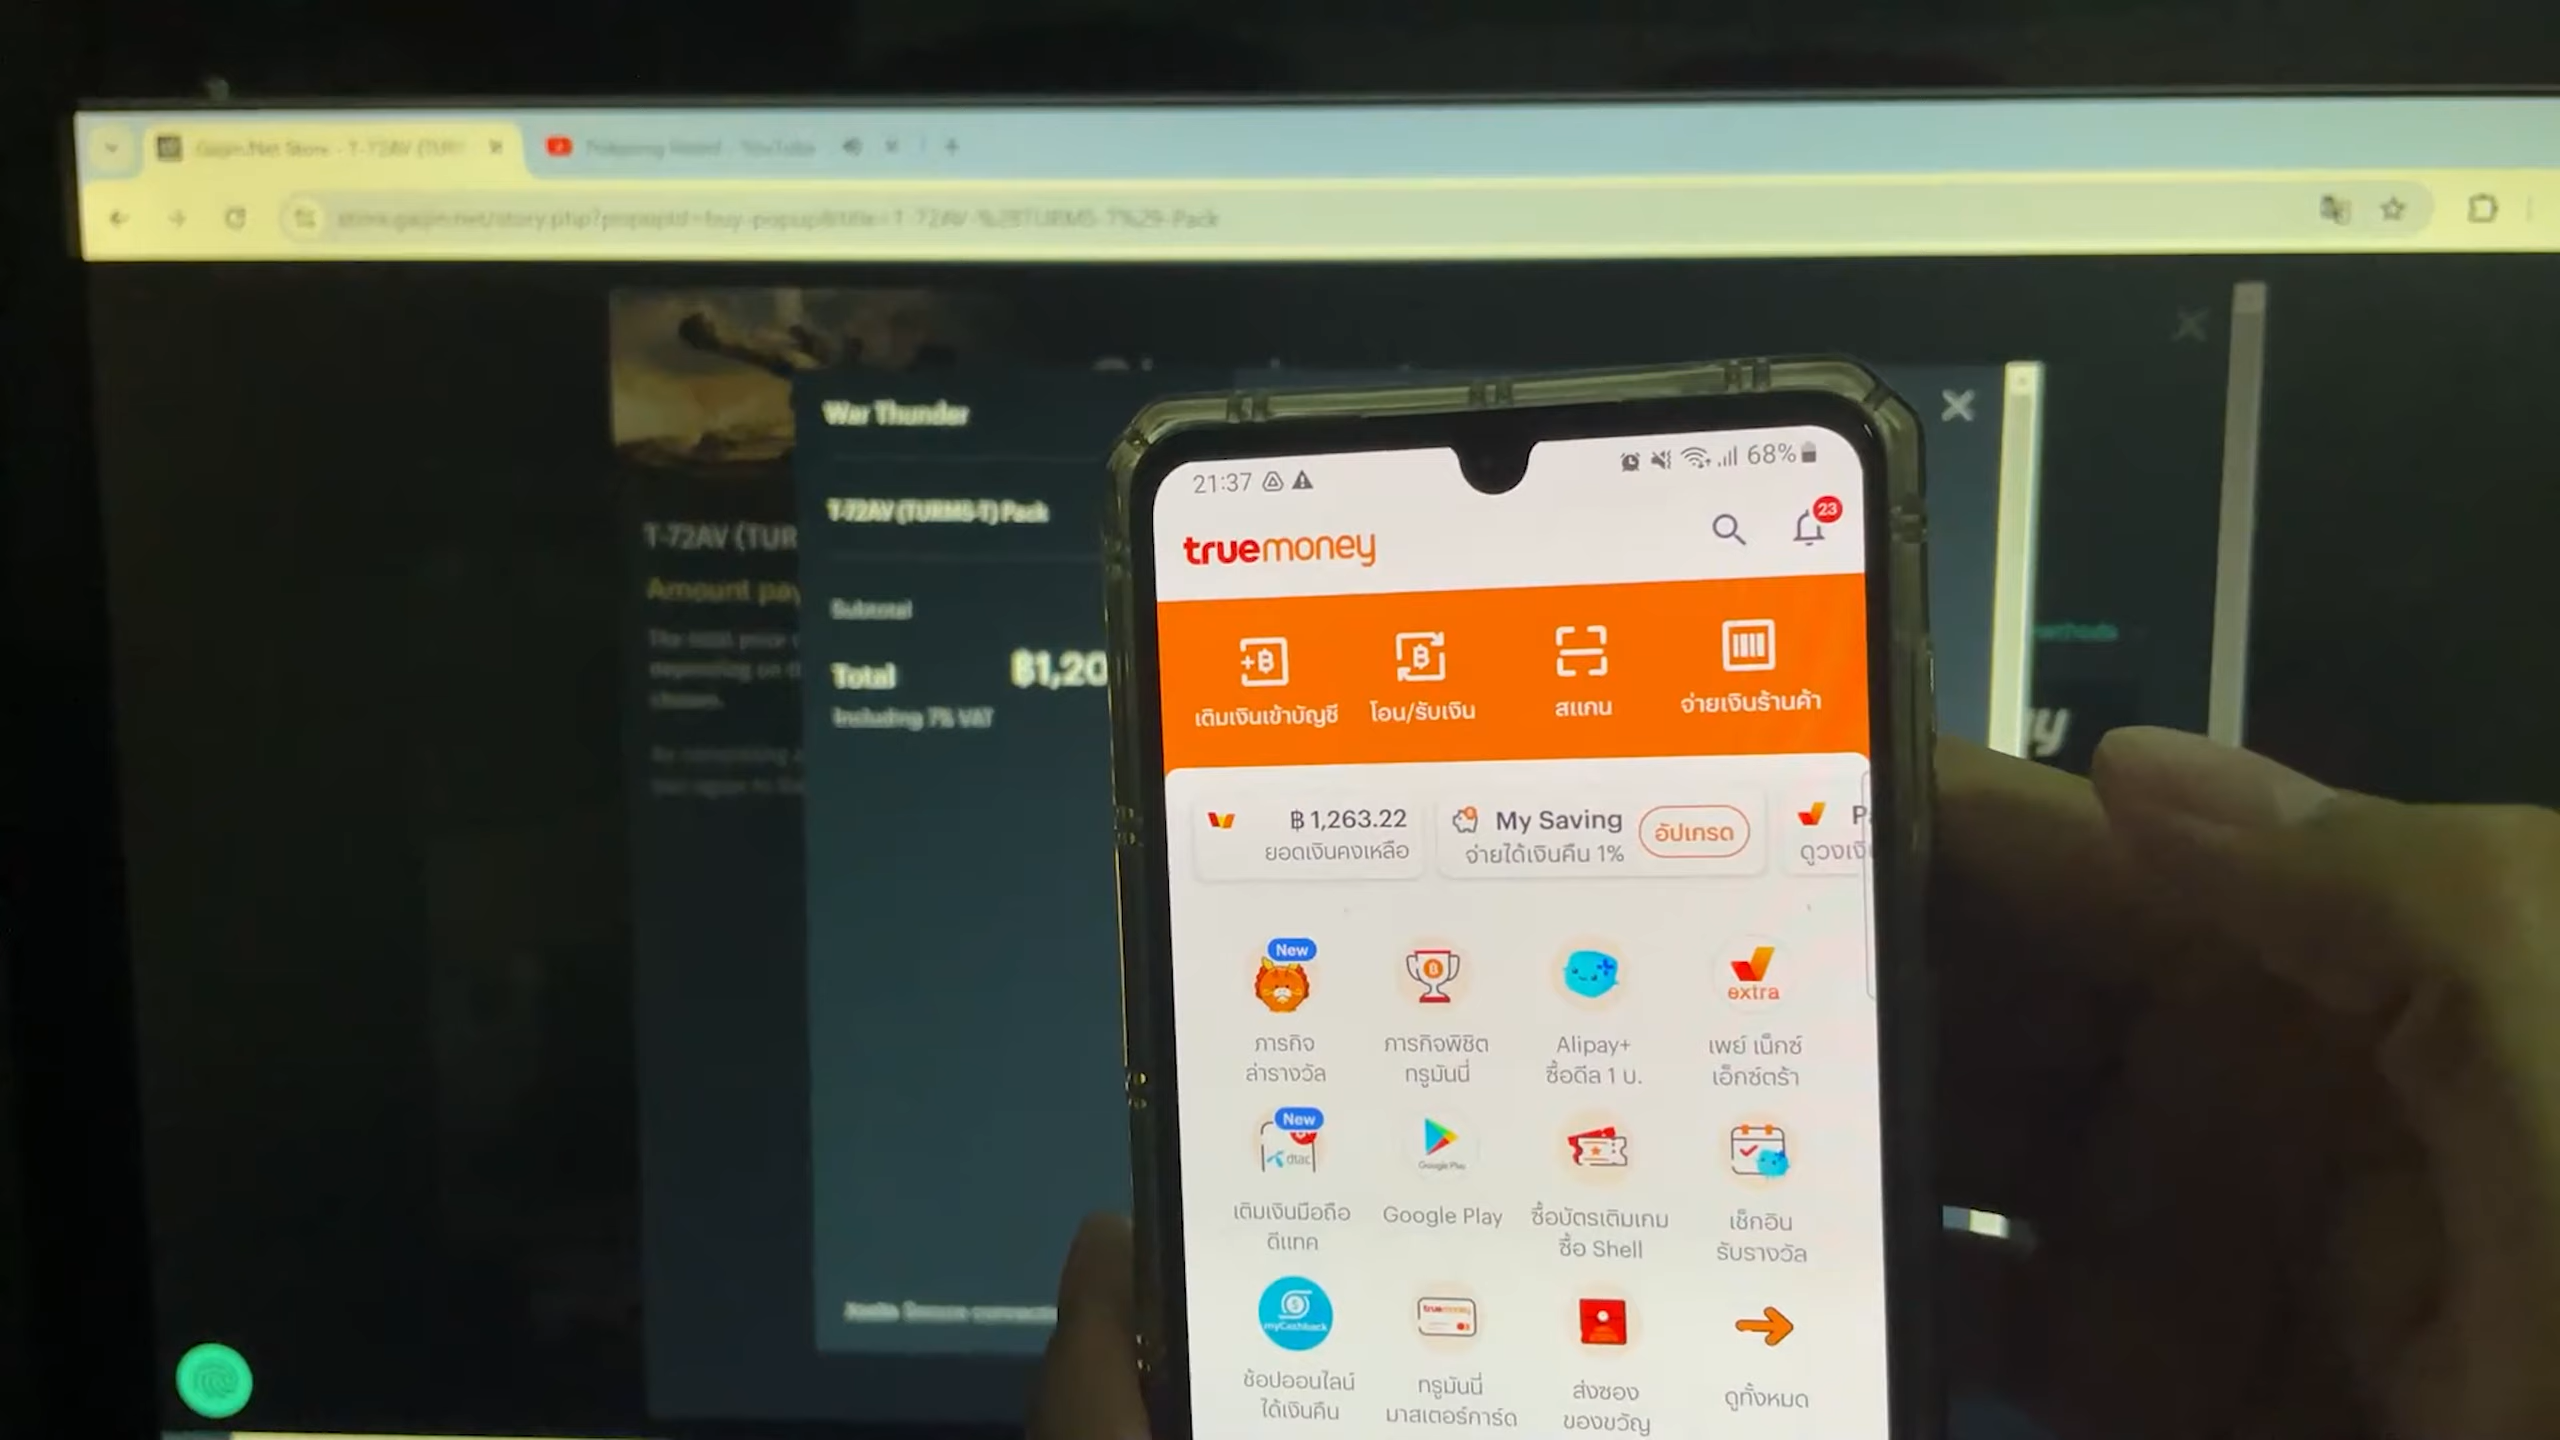 War Thunder
T-72AV (TURMS-T) Pack
T-72AV (TUR
Amount pay
Subtotal
Total
฿1,20
Including 7% VAT
21:37
68%
truemoney
23
เติมเงินเข้าบัญชี
โอน/รับเงิน
สแกน
จ่ายเงินร้านค้า
฿ 1,263.22
ยอดเงินคงเหลือ
My Saving
จ่ายได้เงินคืน 1%
อัปเกรด
P
ดูวงเงิ
New
extra
ภารกิจ
ล่ารางวัล
ภารกิจพิชิต
ทรูมันนี่
Alipay+
ซื้อดีล 1 บ.
เพย์ เน็กซ์
เอ็กซ์ตร้า
New
dtac
Google Play
เติมเงินมือถือ
ดีแทค
Google Play
ซื้อบัตรเติมเกม
ซื้อ Shell
เช็กอิน
รับรางวัล
myCashback
truemoney
ช้อปออนไลน์
ได้เงินคืน
ทรูมันนี่
มาสเตอร์การ์ด
ส่งซอง
ของขวัญ
ดูทั้งหมด